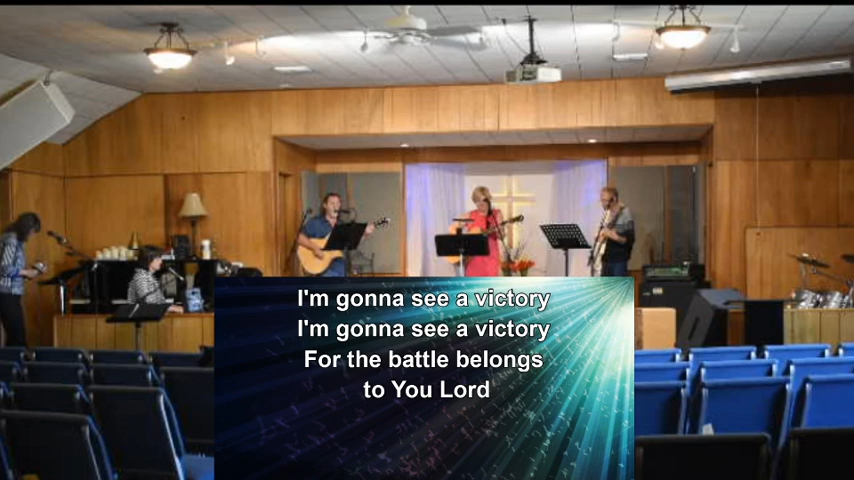 I'm gonna see a victory
I'm gonna see a victory
For the battle belongs
to You Lord